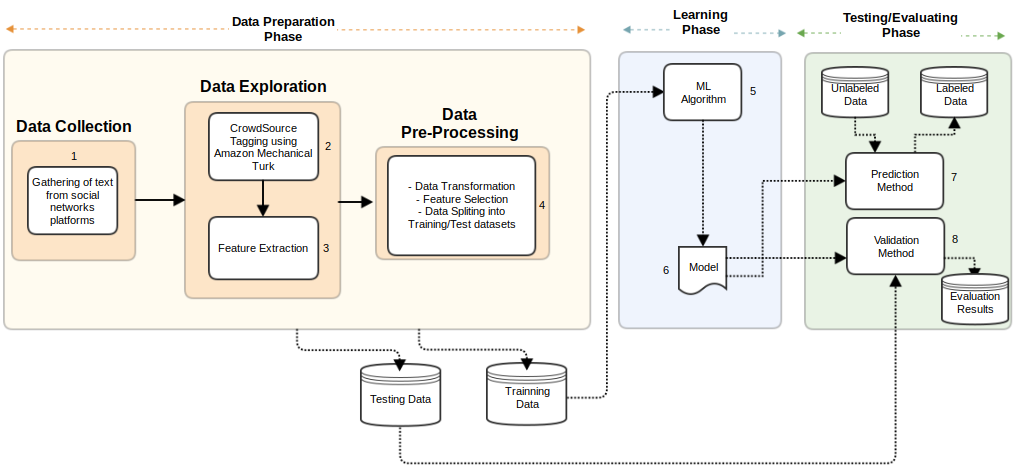 Data Preparation
Phase
Learning
Phase
Testing/Evaluating
Phase
Data Collection
1
Gathering of text
from social
networks
platforms
Data Exploration
CrowdSource
Tagging using
Amazon Mechanical
Turk
2
Feature Extraction
3
Data
Pre-Processing
- Data Transformation
- Feature Selection
- Data Spliting into
Training/Test datasets
4
ML
Algorithm
5
6
Model
Unlabeled
Data
Labeled
Data
Prediction
Method
7
Validation
Method
8
Evaluation
Results
Testing Data
Trainning
Data